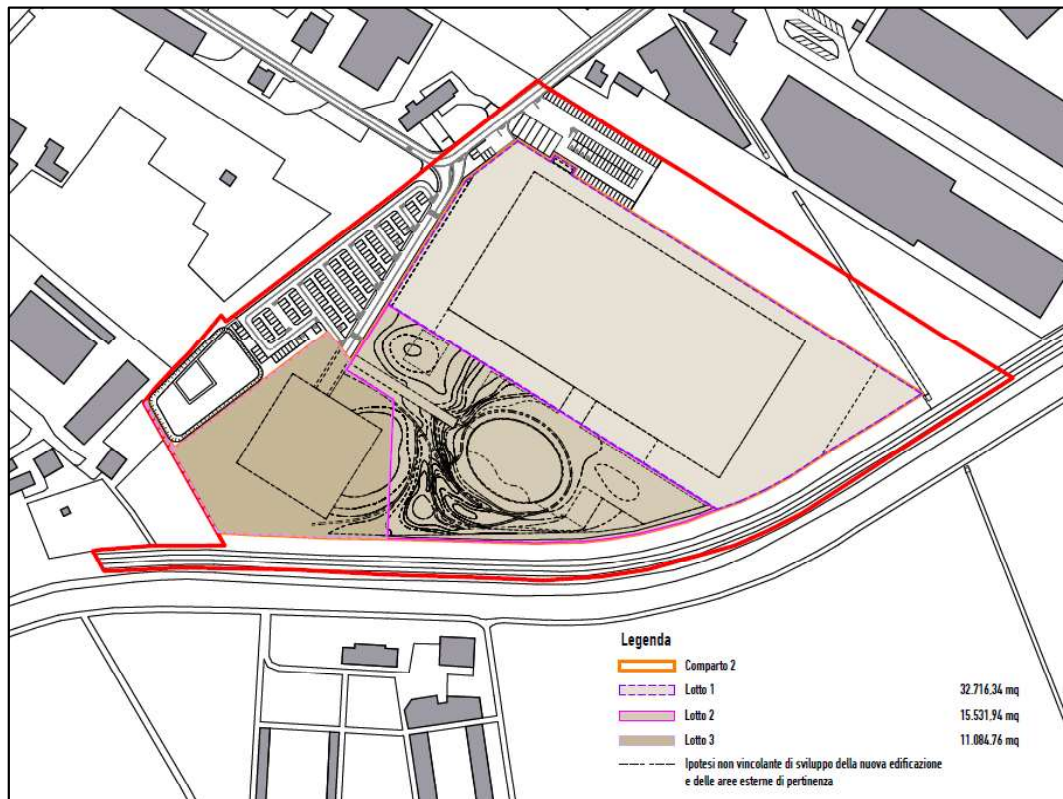 Legenda
Comparto 2
Lotto 1 32.716,34 mq
Lotto 2 15.531,94 mq
Lotto 3 11.084,76 mq
Ipotesi non vincolante di sviluppo della nuova edificazione
e delle aree esterne di pertinenza